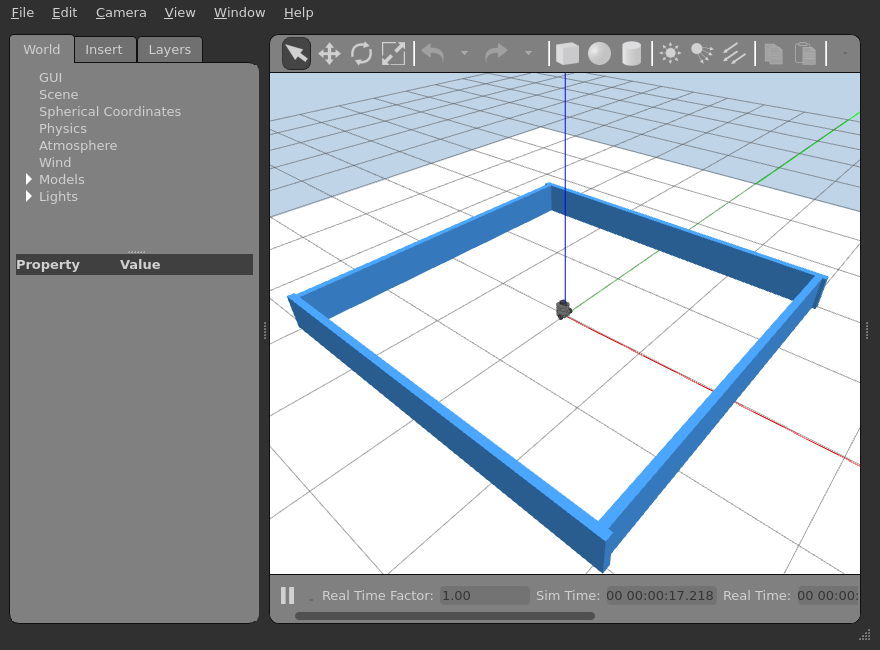 File Edit Camera View Window Help
World Insert Layers
GUI
Scene
Spherical Coordinates
Physics
Atmosphere
Wind
Models
Lights
Property Value
Real Time Factor: 1.00 Sim Time: 00 00:00:17.218 Real Time: 00 00:00: